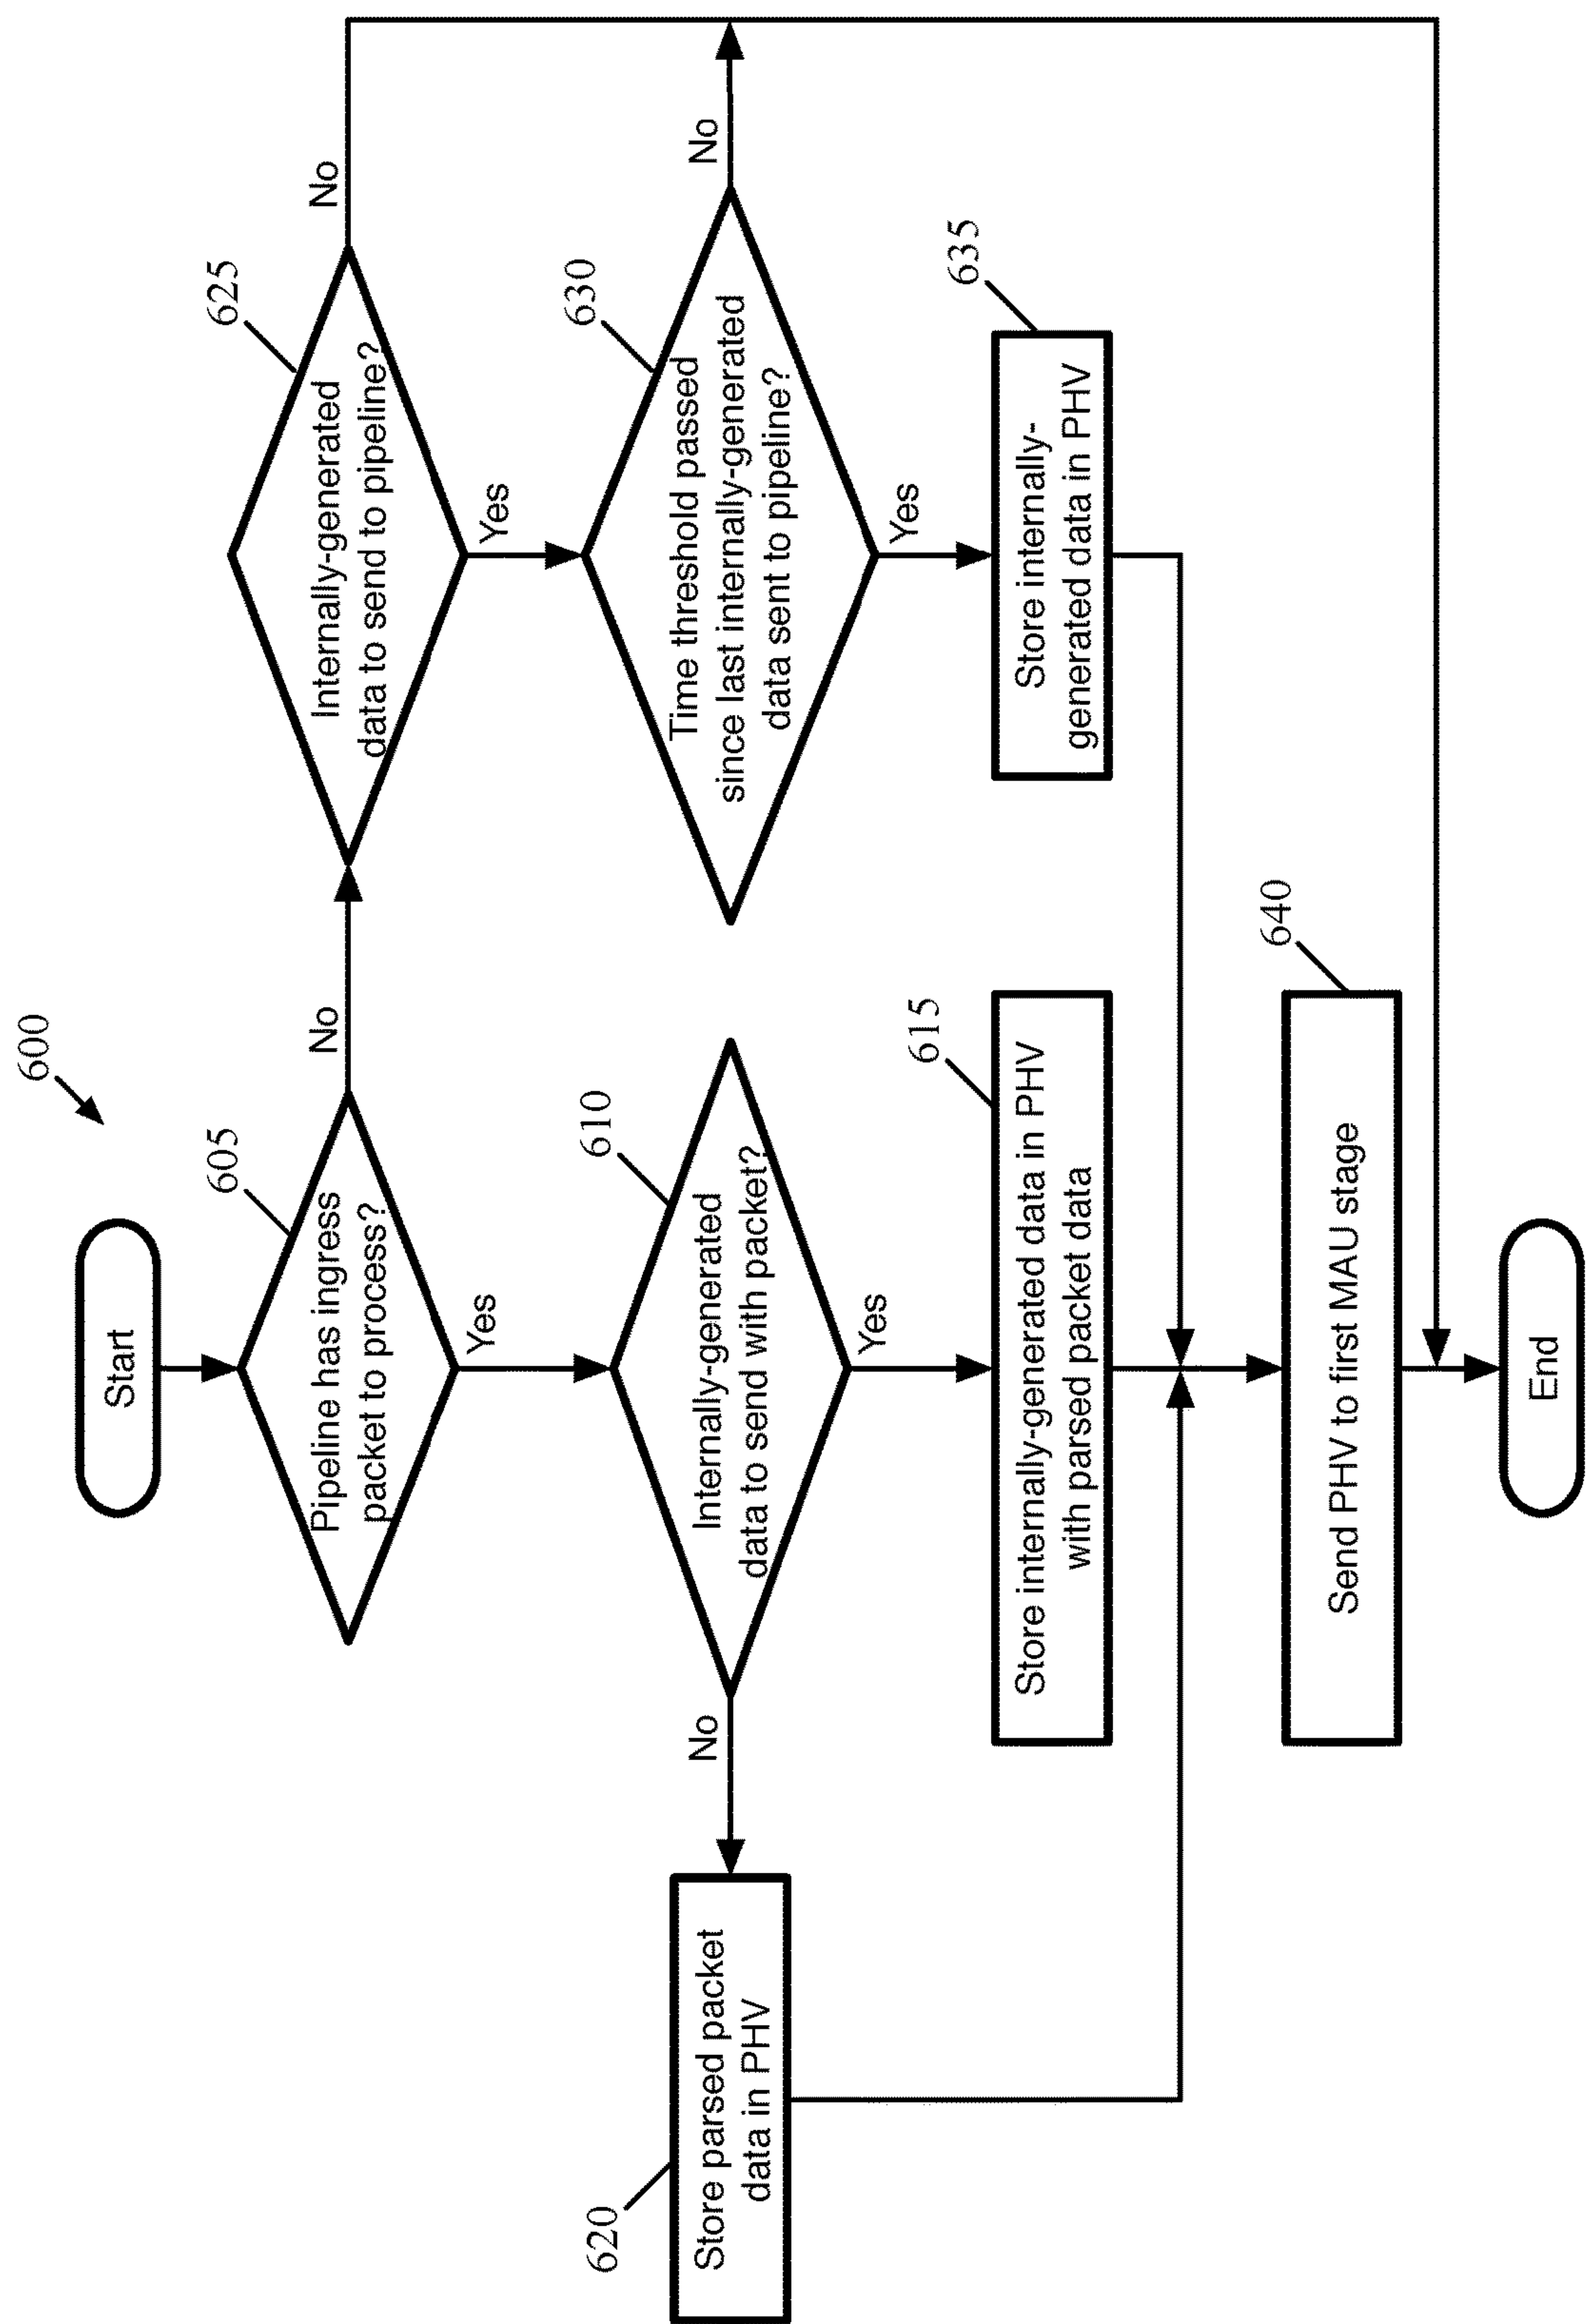 600
Start
605
Pipeline has ingress
packet to process?
No
Yes
625
Internally-generated
data to send to pipeline?
No
Yes
610
Internally-generated
data to send with packet?
No
Yes
630
Time threshold passed
since last internally-generated
data sent to pipeline?
No
Yes
620
Store parsed packet
data in PHV
615
Store internally-generated data in PHV
with parsed packet data
635
Store internally-
generated data in PHV
640
Send PHV to first MAU stage
End